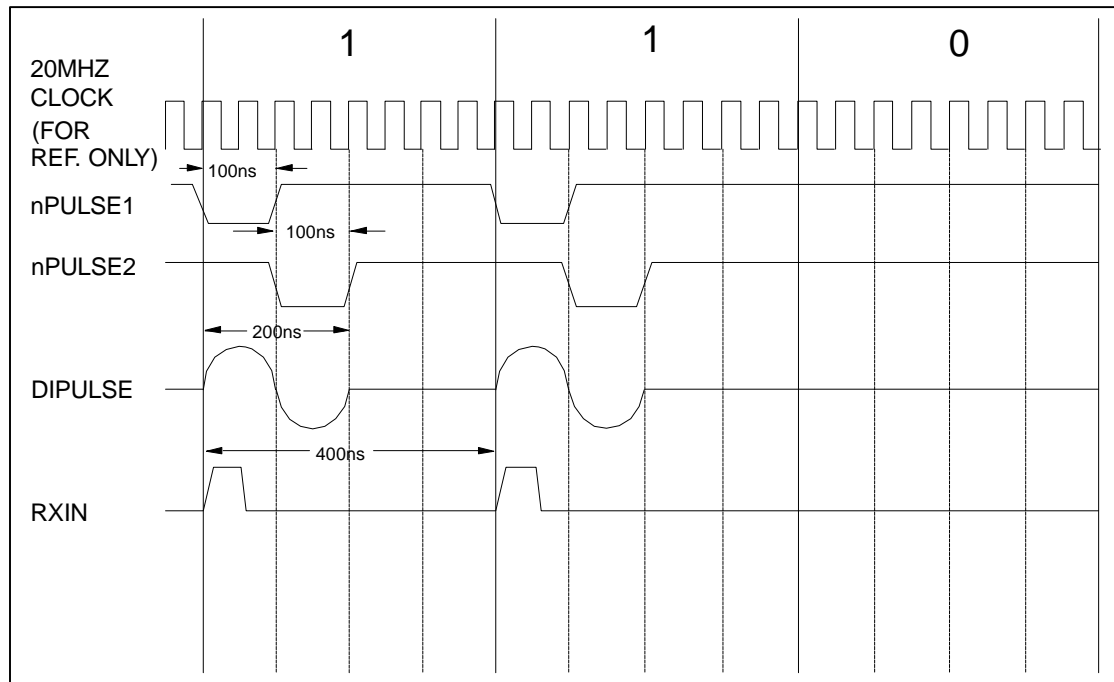 1
1
0
20MHZ
CLOCK
(FOR
REF. ONLY)
100ns
nPULSE1
100ns
nPULSE2
200ns
DIPULSE
400ns
RXIN